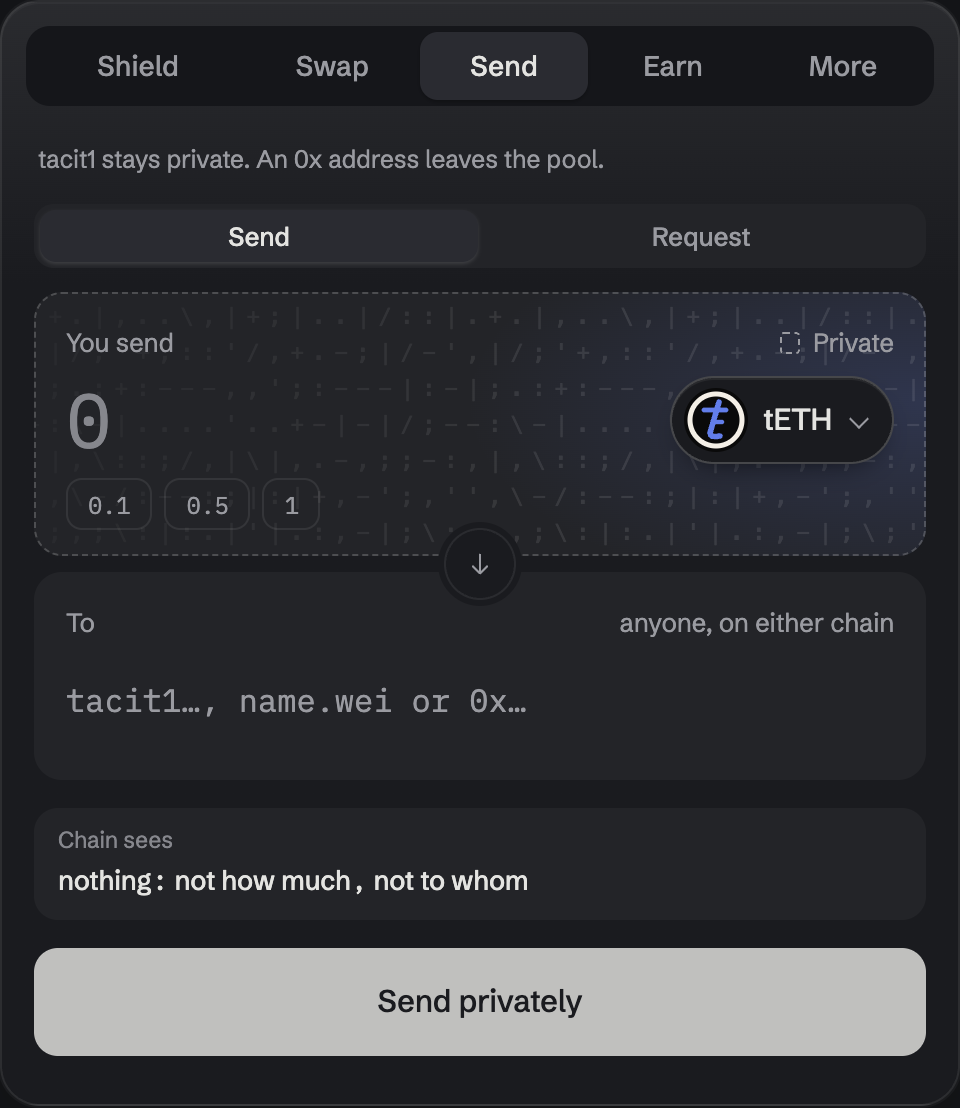 Shield Swap Send Earn More
tacit1 stays private. An 0x address leaves the pool.
Send Request
You send Private
0 tETH
0.1 0.5 1
To anyone, on either chain
tacit1…, name.wei or 0x…
Chain sees
nothing: not how much, not to whom
Send privately